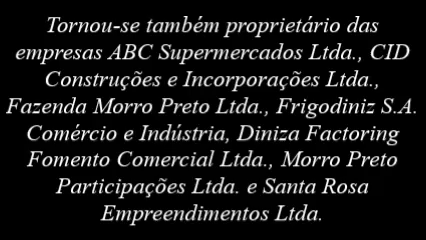 Tornou-se também proprietário das
empresas ABC Supermercados Ltda., CID
Construções e Incorporações Ltda.,
Fazenda Morro Preto Ltda., Frigodiniz S.A.
Comércio e Indústria, Diniza Factoring
Fomento Comercial Ltda., Morro Preto
Participações Ltda. e Santa Rosa
Empreendimentos Ltda.